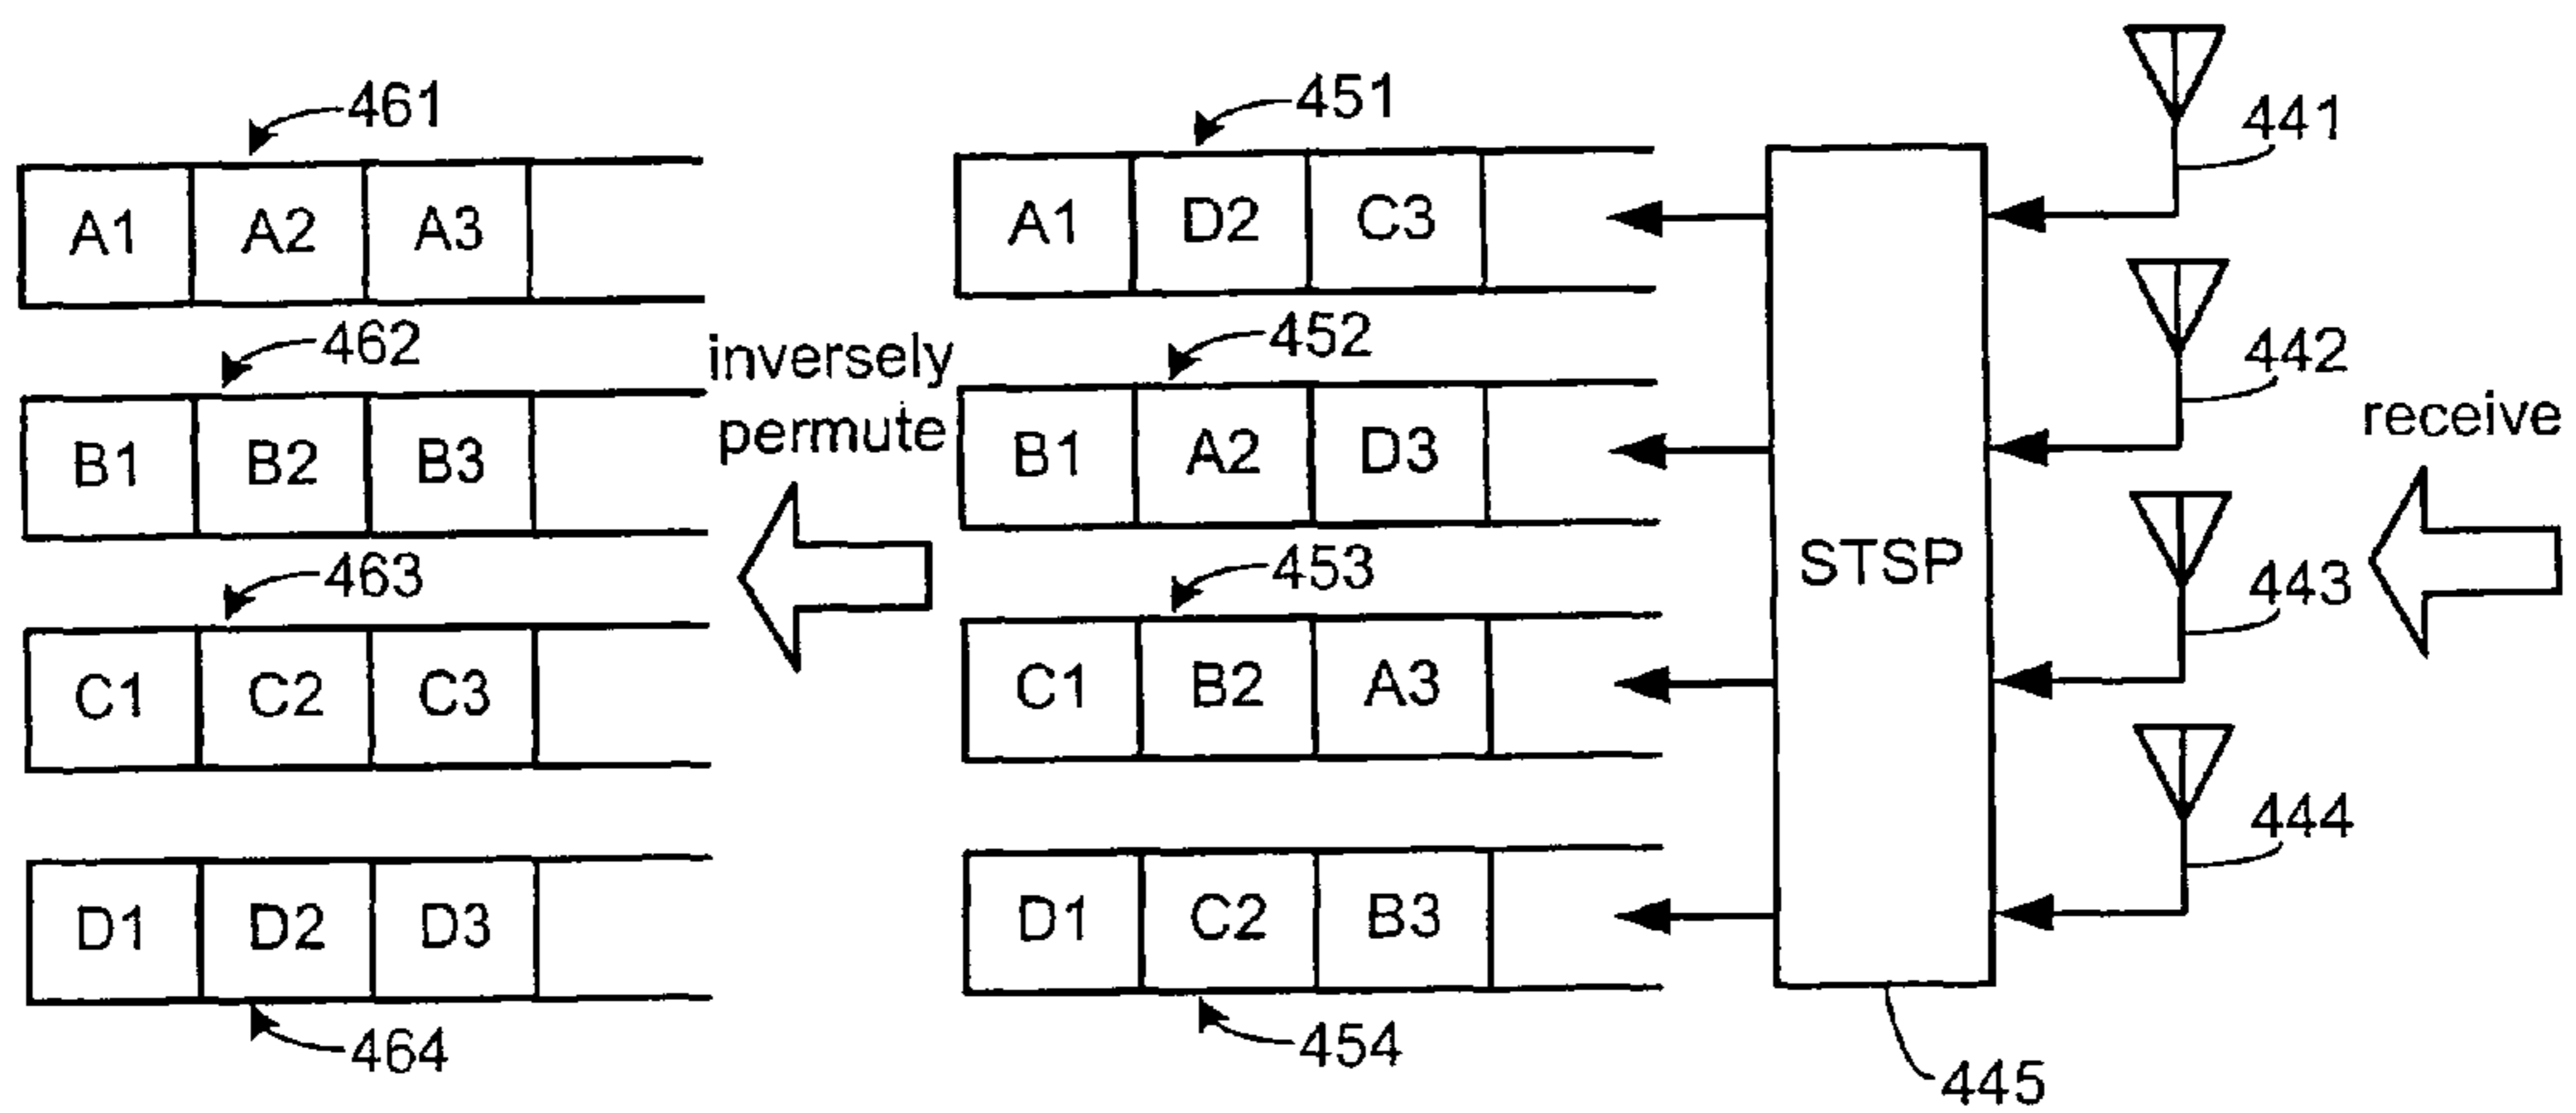 461
A1 A2 A3
462
B1 B2 B3
463
C1 C2 C3
D1 D2 D3
464
inversely
permute
451
A1 D2 C3
452
B1 A2 D3
453
C1 B2 A3
D1 C2 B3
454
STSP
445
441
442
443
444
receive